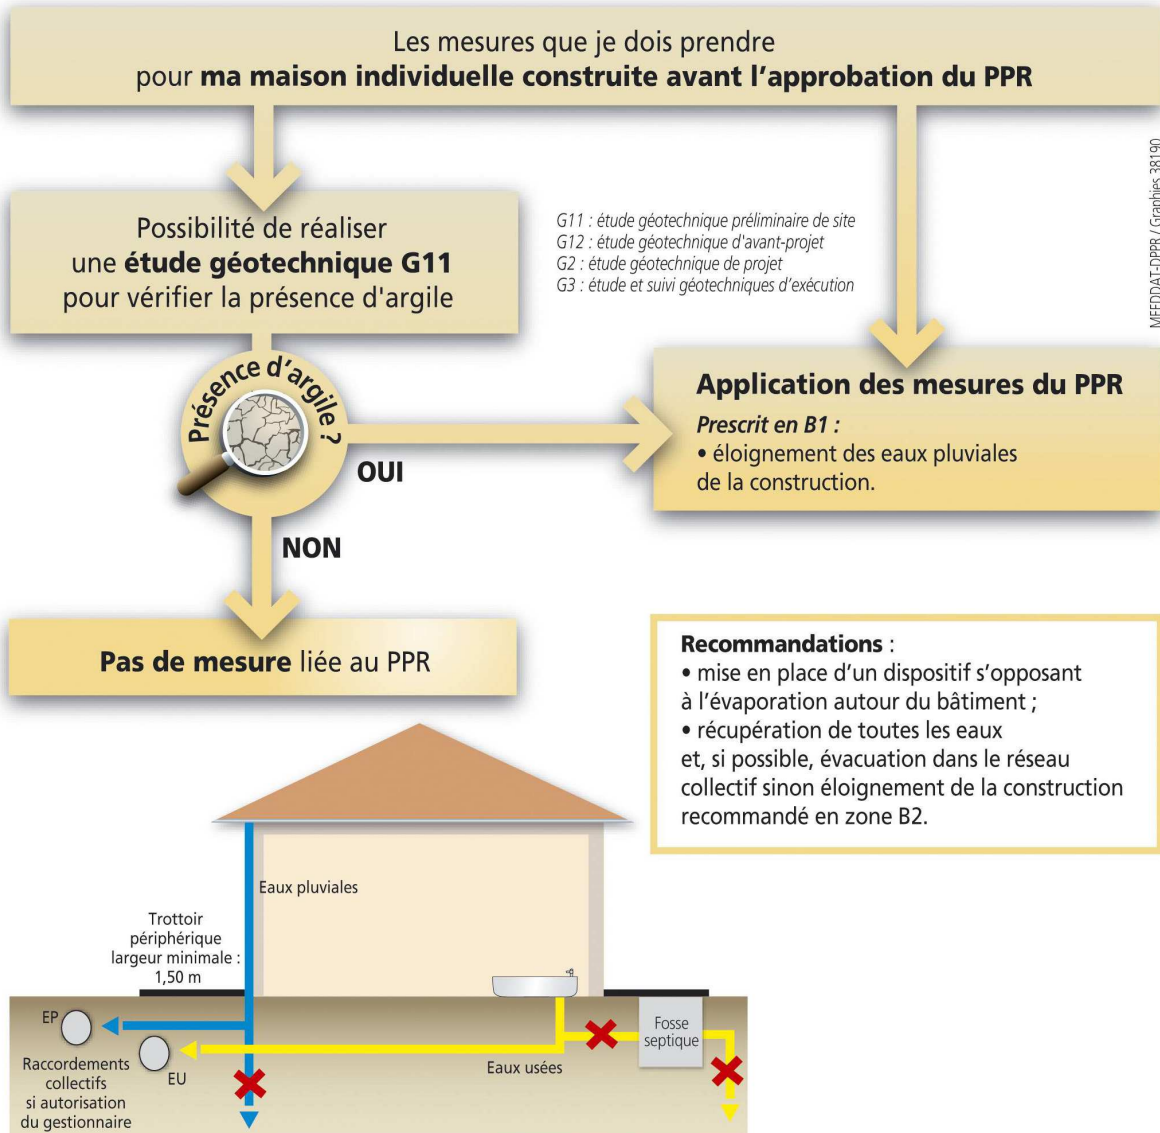 Les mesures que je dois prendre
pour ma maison individuelle construite avant l'approbation du PPR
Possibilité de réaliser
une étude géotechnique G11
pour vérifier la présence d'argile
G11 : étude géotechnique préliminaire de site
G12 : étude géotechnique d'avant-projet
G2 : étude géotechnique de projet
G3 : étude et suivi géotechniques d'exécution
MEEDDAT-DPPR / Graphies 38190
Présence d'argile ?
OUI
NON
Application des mesures du PPR
Prescrit en B1 :
• éloignement des eaux pluviales
de la construction.
Pas de mesure liée au PPR
Recommandations :
• mise en place d'un dispositif s'opposant
à l'évaporation autour du bâtiment ;
• récupération de toutes les eaux
et, si possible, évacuation dans le réseau
collectif sinon éloignement de la construction
recommandé en zone B2.
Eaux pluviales
Trottoir
périphérique
largeur minimale :
1,50 m
EP
EU
Raccordements
collectifs
si autorisation
du gestionnaire
Eaux usées
Fosse
septique